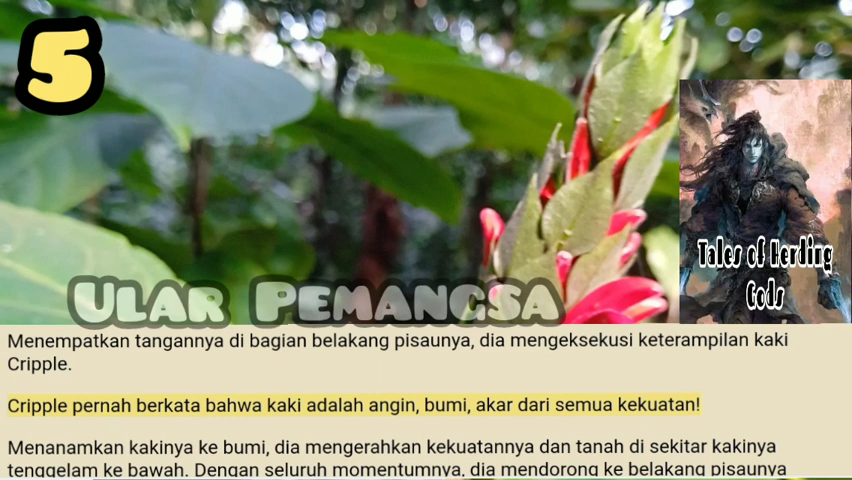 5
Tales of Herding
Gods
ULAR PEMANGSA
Menempatkan tangannya di bagian belakang pisaunya, dia mengeksekusi keterampilan kaki
Cripple.
Cripple pernah berkata bahwa kaki adalah angin, bumi, akar dari semua kekuatan!
Menanamkan kakinya ke bumi, dia mengerahkan kekuatannya dan tanah di sekitar kakinya
tenggelam ke bawah. Dengan seluruh momentumnya, dia mendorong ke belakang pisaunya